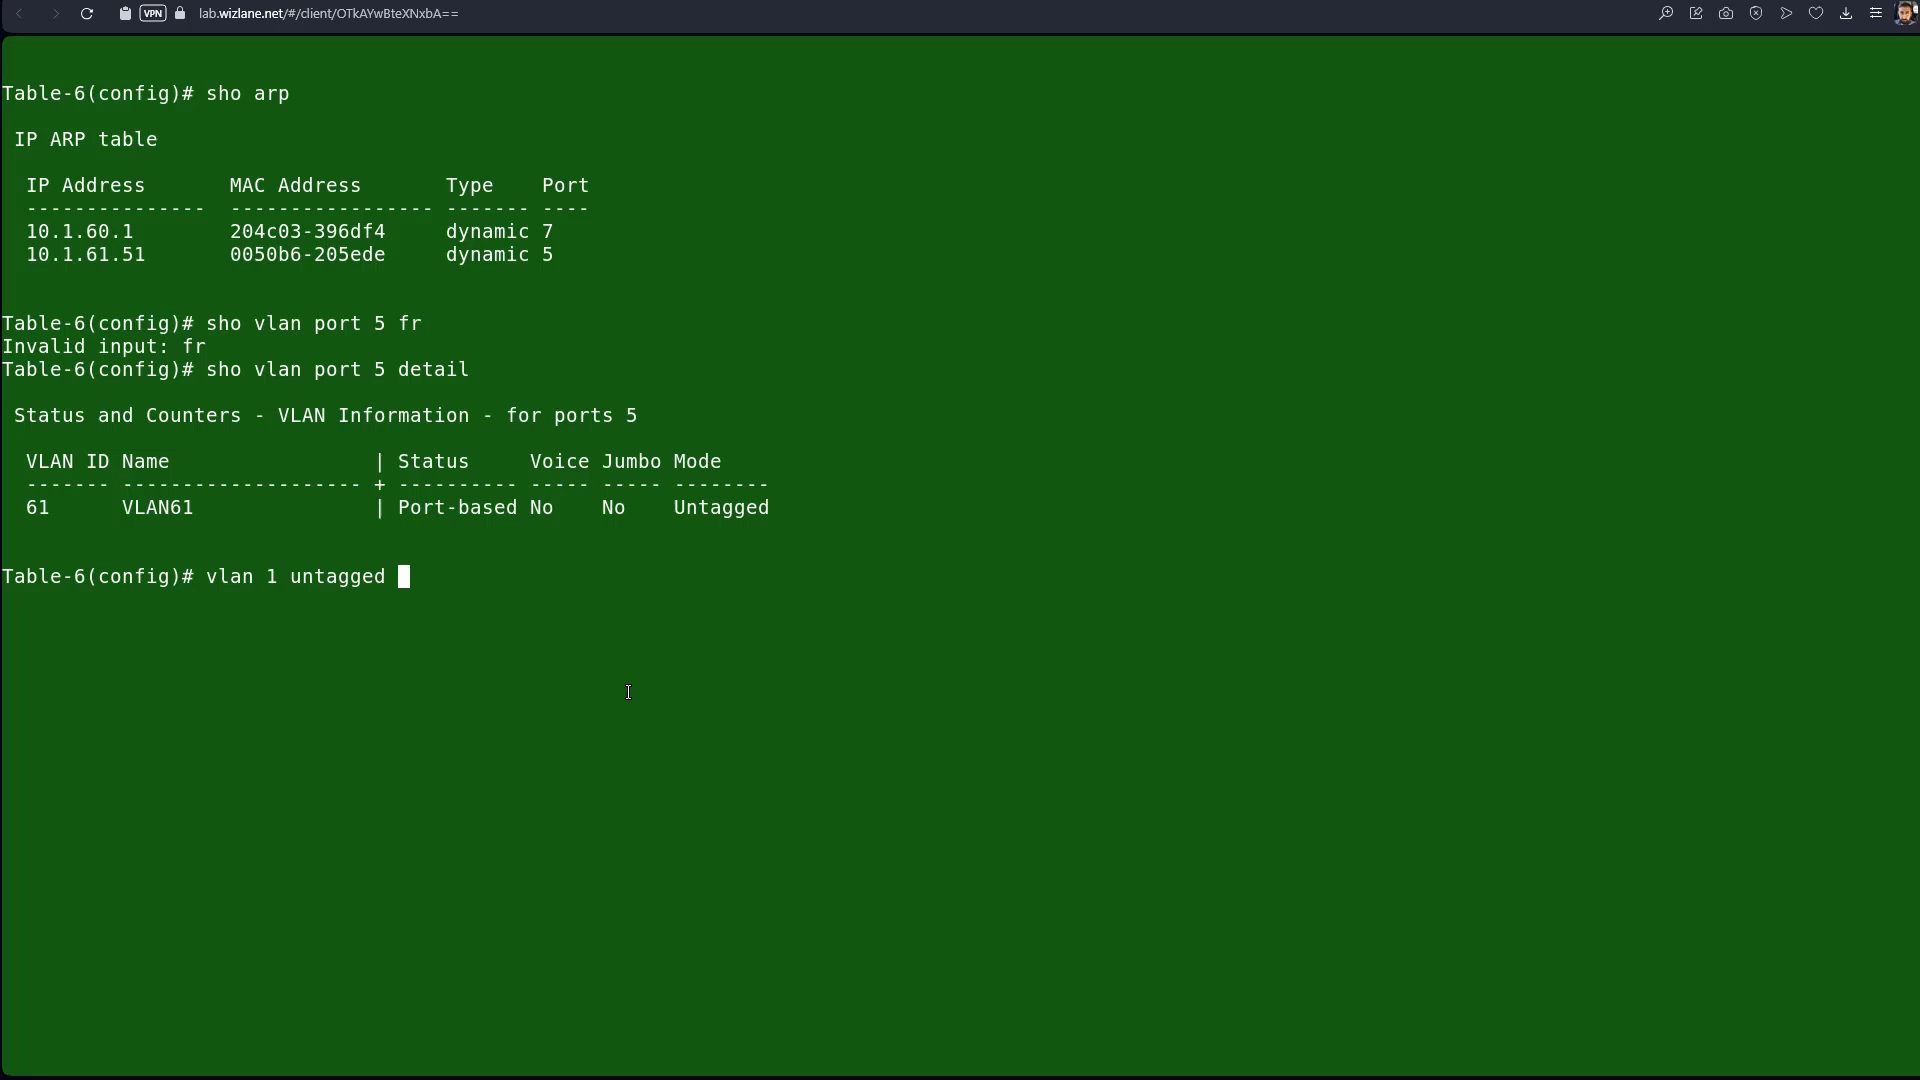 VPN lab.wizlane.net/#/client/OTkAYwBteXNxbA==
Table-6(config)# sho arp
IP ARP table
IP Address       MAC Address       Type    Port
---------------  ----------------- ------- ----
10.1.60.1        204c03-396df4     dynamic 7
10.1.61.51       0050b6-205ede     dynamic 5
Table-6(config)# sho vlan port 5 fr
Invalid input: fr
Table-6(config)# sho vlan port 5 detail
Status and Counters - VLAN Information - for ports 5
VLAN ID Name                 | Status     Voice Jumbo Mode
------- -------------------- + ---------- ----- ----- --------
61      VLAN61               | Port-based No    No    Untagged
Table-6(config)# vlan 1 untagged